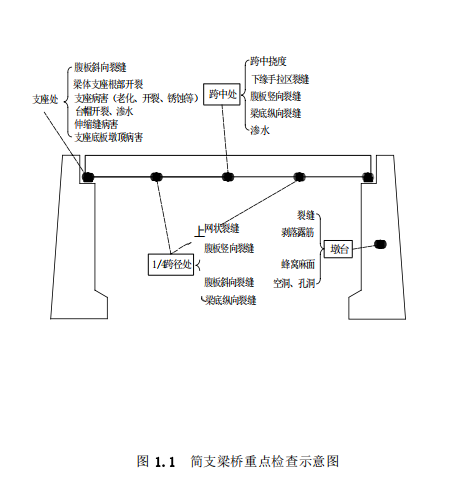 腹板斜向裂缝
梁体支座根部开裂
支座处
支座病害（老化、开裂、锈蚀等）
台帽开裂、渗水
伸缩缝病害
支座底板墩顶病害
跨中挠度
下缘手拉区裂缝
跨中处
腹板竖向裂缝
梁底纵向裂缝
渗水
上网状裂缝
腹板竖向裂缝
1/4跨径处
腹板斜向裂缝
梁底纵向裂缝
裂缝
剥落露筋
墩台
蜂窝麻面
空洞、孔洞
图 1.1 简支梁桥重点检查示意图